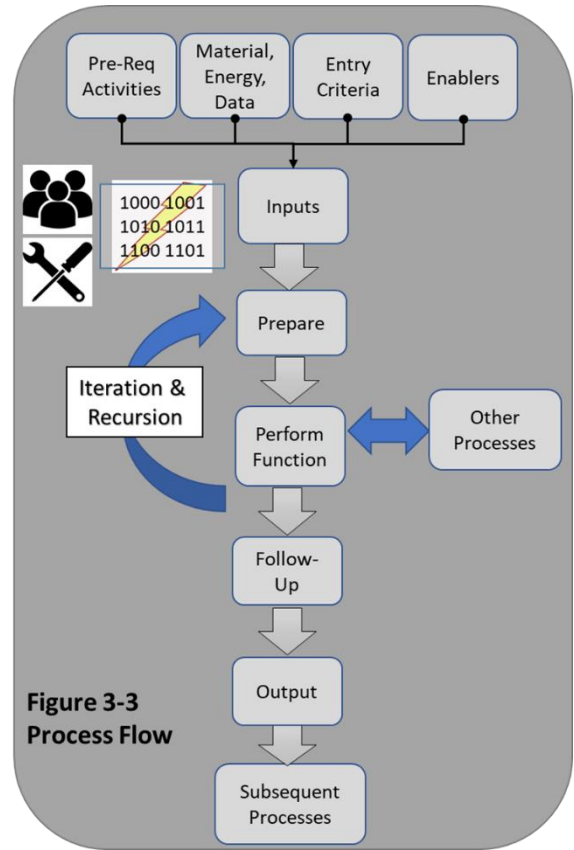 Pre-Req
Activities
Material,
Energy,
Data
Entry
Criteria
Enablers
1000 1001
1010 1011
1100 1101
Inputs
Prepare
Iteration &
Recursion
Perform
Function
Other
Processes
Follow-
Up
Output
Figure 3-3
Process Flow
Subsequent
Processes